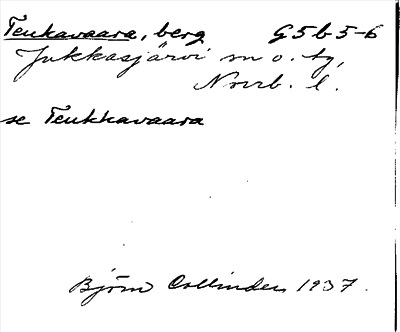 Teukavaara, berg G5b5-6
Jukkasjärvi sn o. tg,
Norrb. l.
se Teukkavaara
Björn Collinder 1937.